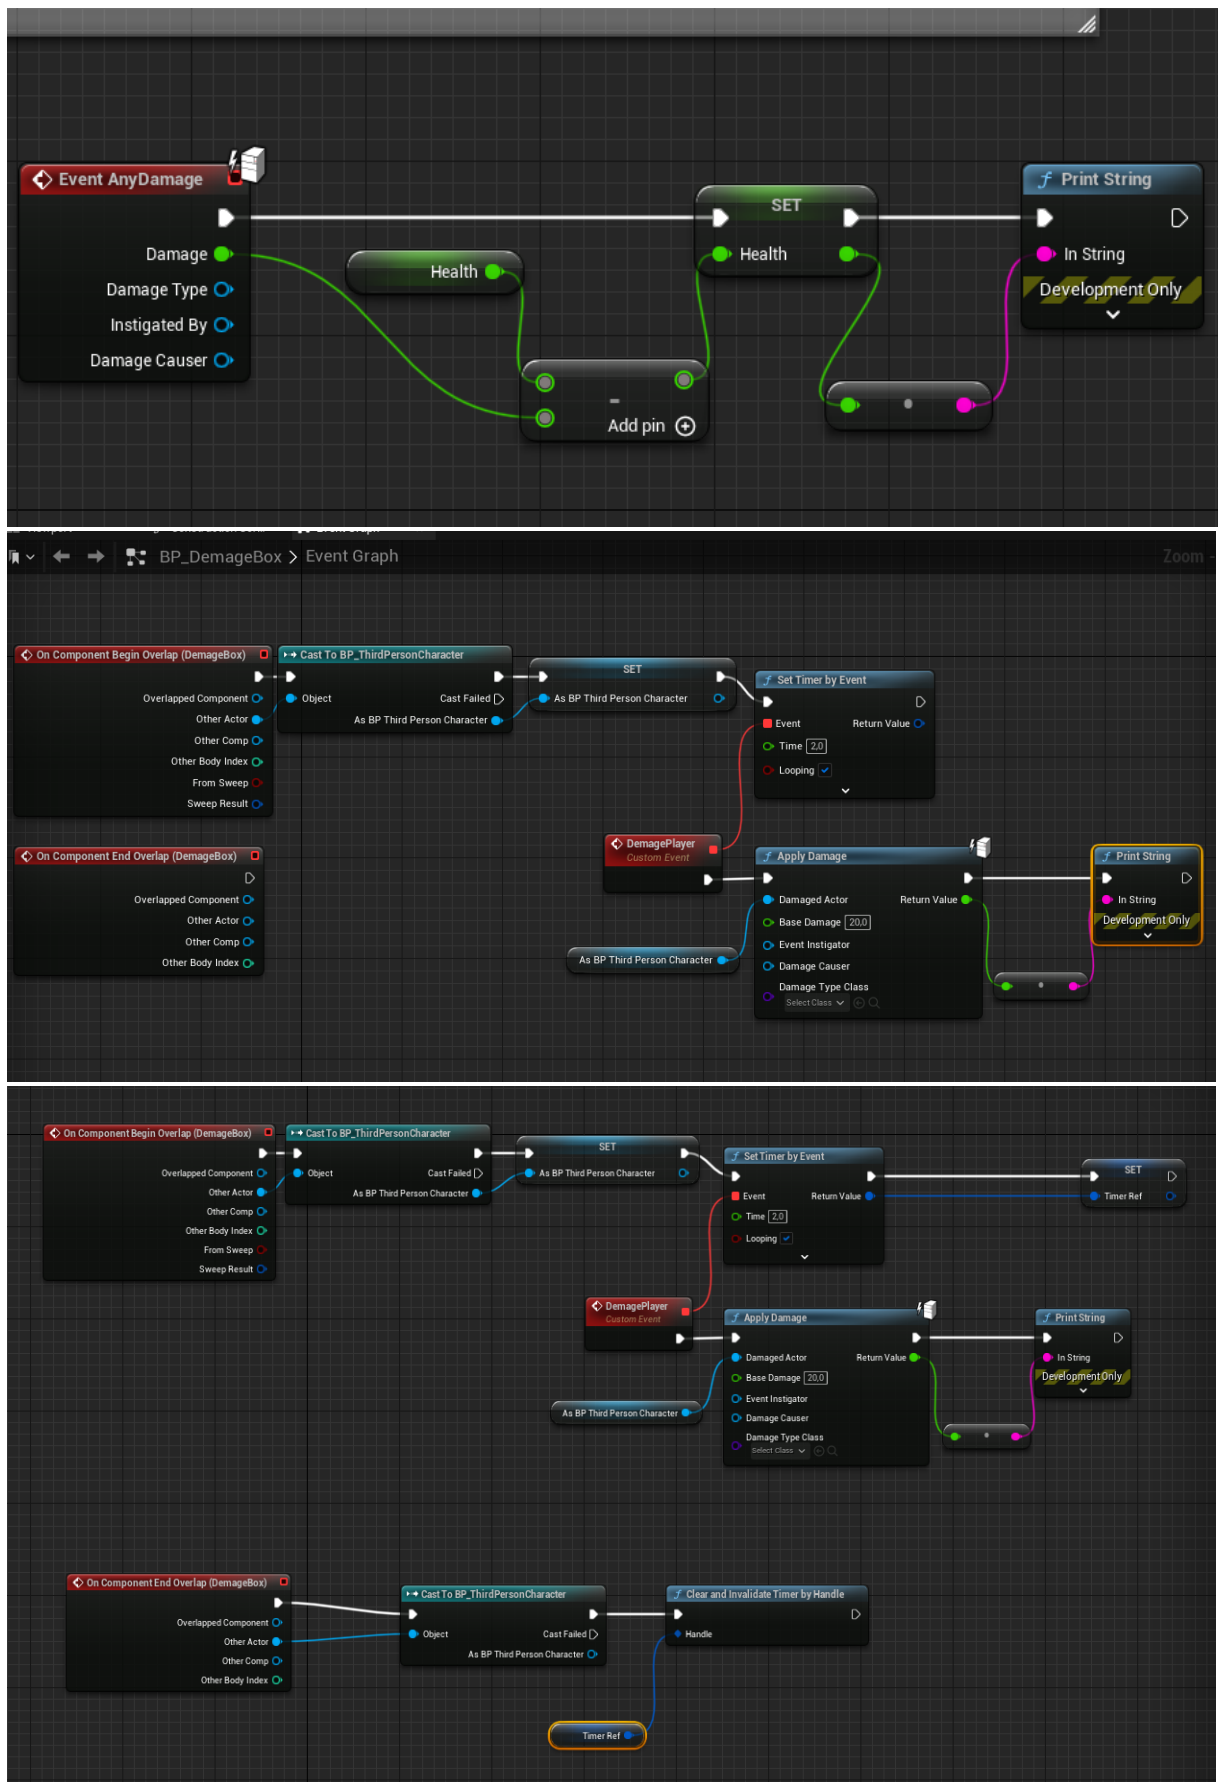 Event AnyDamage
Damage
Damage Type
Instigated By
Damage Causer
Health
-
Add pin
SET
Health
f Print String
In String
Development Only
BP_DemageBox > Event Graph
Zoom -
On Component Begin Overlap (DemageBox)
Overlapped Component
Other Actor
Other Comp
Other Body Index
From Sweep
Sweep Result
Cast To BP_ThirdPersonCharacter
Object
Cast Failed
As BP Third Person Character
SET
As BP Third Person Character
f Set Timer by Event
Event
Return Value
Time 2,0
Looping
On Component End Overlap (DemageBox)
Overlapped Component
Other Actor
Other Comp
Other Body Index
DemagePlayer
Custom Event
As BP Third Person Character
f Apply Damage
Damaged Actor
Return Value
Base Damage 20,0
Event Instigator
Damage Causer
Damage Type Class
Select Class
f Print String
In String
Development Only
On Component Begin Overlap (DemageBox)
Overlapped Component
Other Actor
Other Comp
Other Body Index
From Sweep
Sweep Result
Cast To BP_ThirdPersonCharacter
Object
Cast Failed
As BP Third Person Character
SET
As BP Third Person Character
f Set Timer by Event
Event
Return Value
Time 2,0
Looping
SET
Timer Ref
DemagePlayer
Custom Event
As BP Third Person Character
f Apply Damage
Damaged Actor
Return Value
Base Damage 20,0
Event Instigator
Damage Causer
Damage Type Class
Select Class
f Print String
In String
Development Only
On Component End Overlap (DemageBox)
Overlapped Component
Other Actor
Other Comp
Other Body Index
Cast To BP_ThirdPersonCharacter
Object
Cast Failed
As BP Third Person Character
f Clear and Invalidate Timer by Handle
Handle
Timer Ref